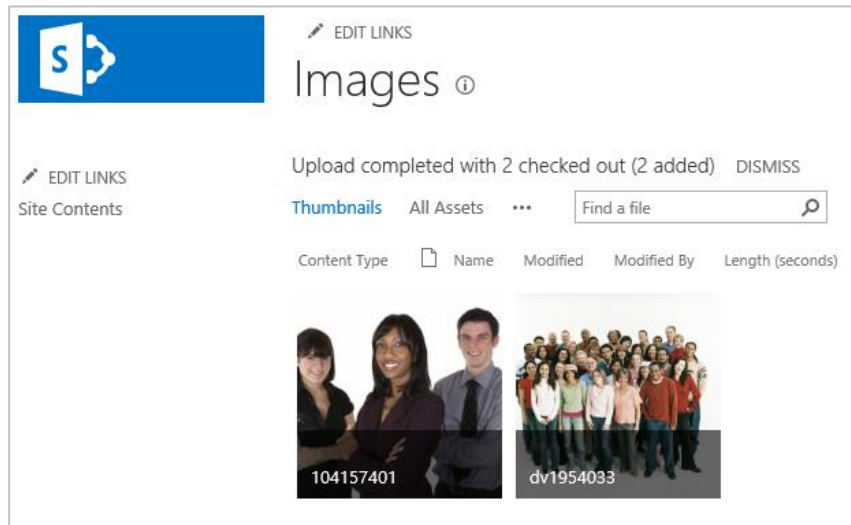 S
EDIT LINKS
Images
EDIT LINKS
Site Contents
Upload completed with 2 checked out (2 added) DISMISS
Thumbnails All Assets ••• Find a file
Content Type Name Modified Modified By Length (seconds)
104157401 dv1954033